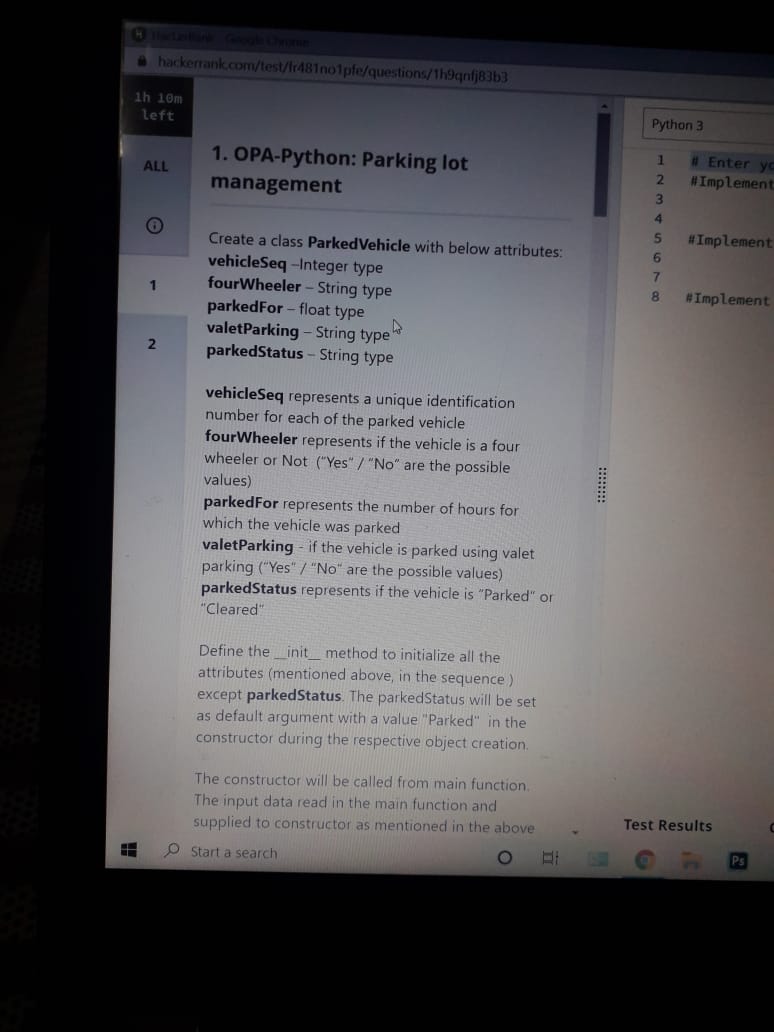 HackerRank - Google Chrome
hackerrank.com/test/lr481no1pfe/questions/1h9qnfj83b3
1h 10m
left
ALL
1
2
1. OPA-Python: Parking lot
management
Create a class ParkedVehicle with below attributes:
vehicleSeq –Integer type
fourWheeler – String type
parkedFor – float type
valetParking – String type
parkedStatus – String type
vehicleSeq represents a unique identification
number for each of the parked vehicle
fourWheeler represents if the vehicle is a four
wheeler or Not ("Yes" / "No" are the possible
values)
parkedFor represents the number of hours for
which the vehicle was parked
valetParking - if the vehicle is parked using valet
parking ("Yes" / "No" are the possible values)
parkedStatus represents if the vehicle is "Parked" or
"Cleared"
Define the __init__ method to initialize all the
attributes (mentioned above, in the sequence )
except parkedStatus. The parkedStatus will be set
as default argument with a value "Parked" in the
constructor during the respective object creation.
The constructor will be called from main function.
The input data read in the main function and
supplied to constructor as mentioned in the above
Python 3
1 # Enter yo
2 #Implement
3
4
5 #Implement
6
7
8 #Implement
Test Results
Start a search
Ps